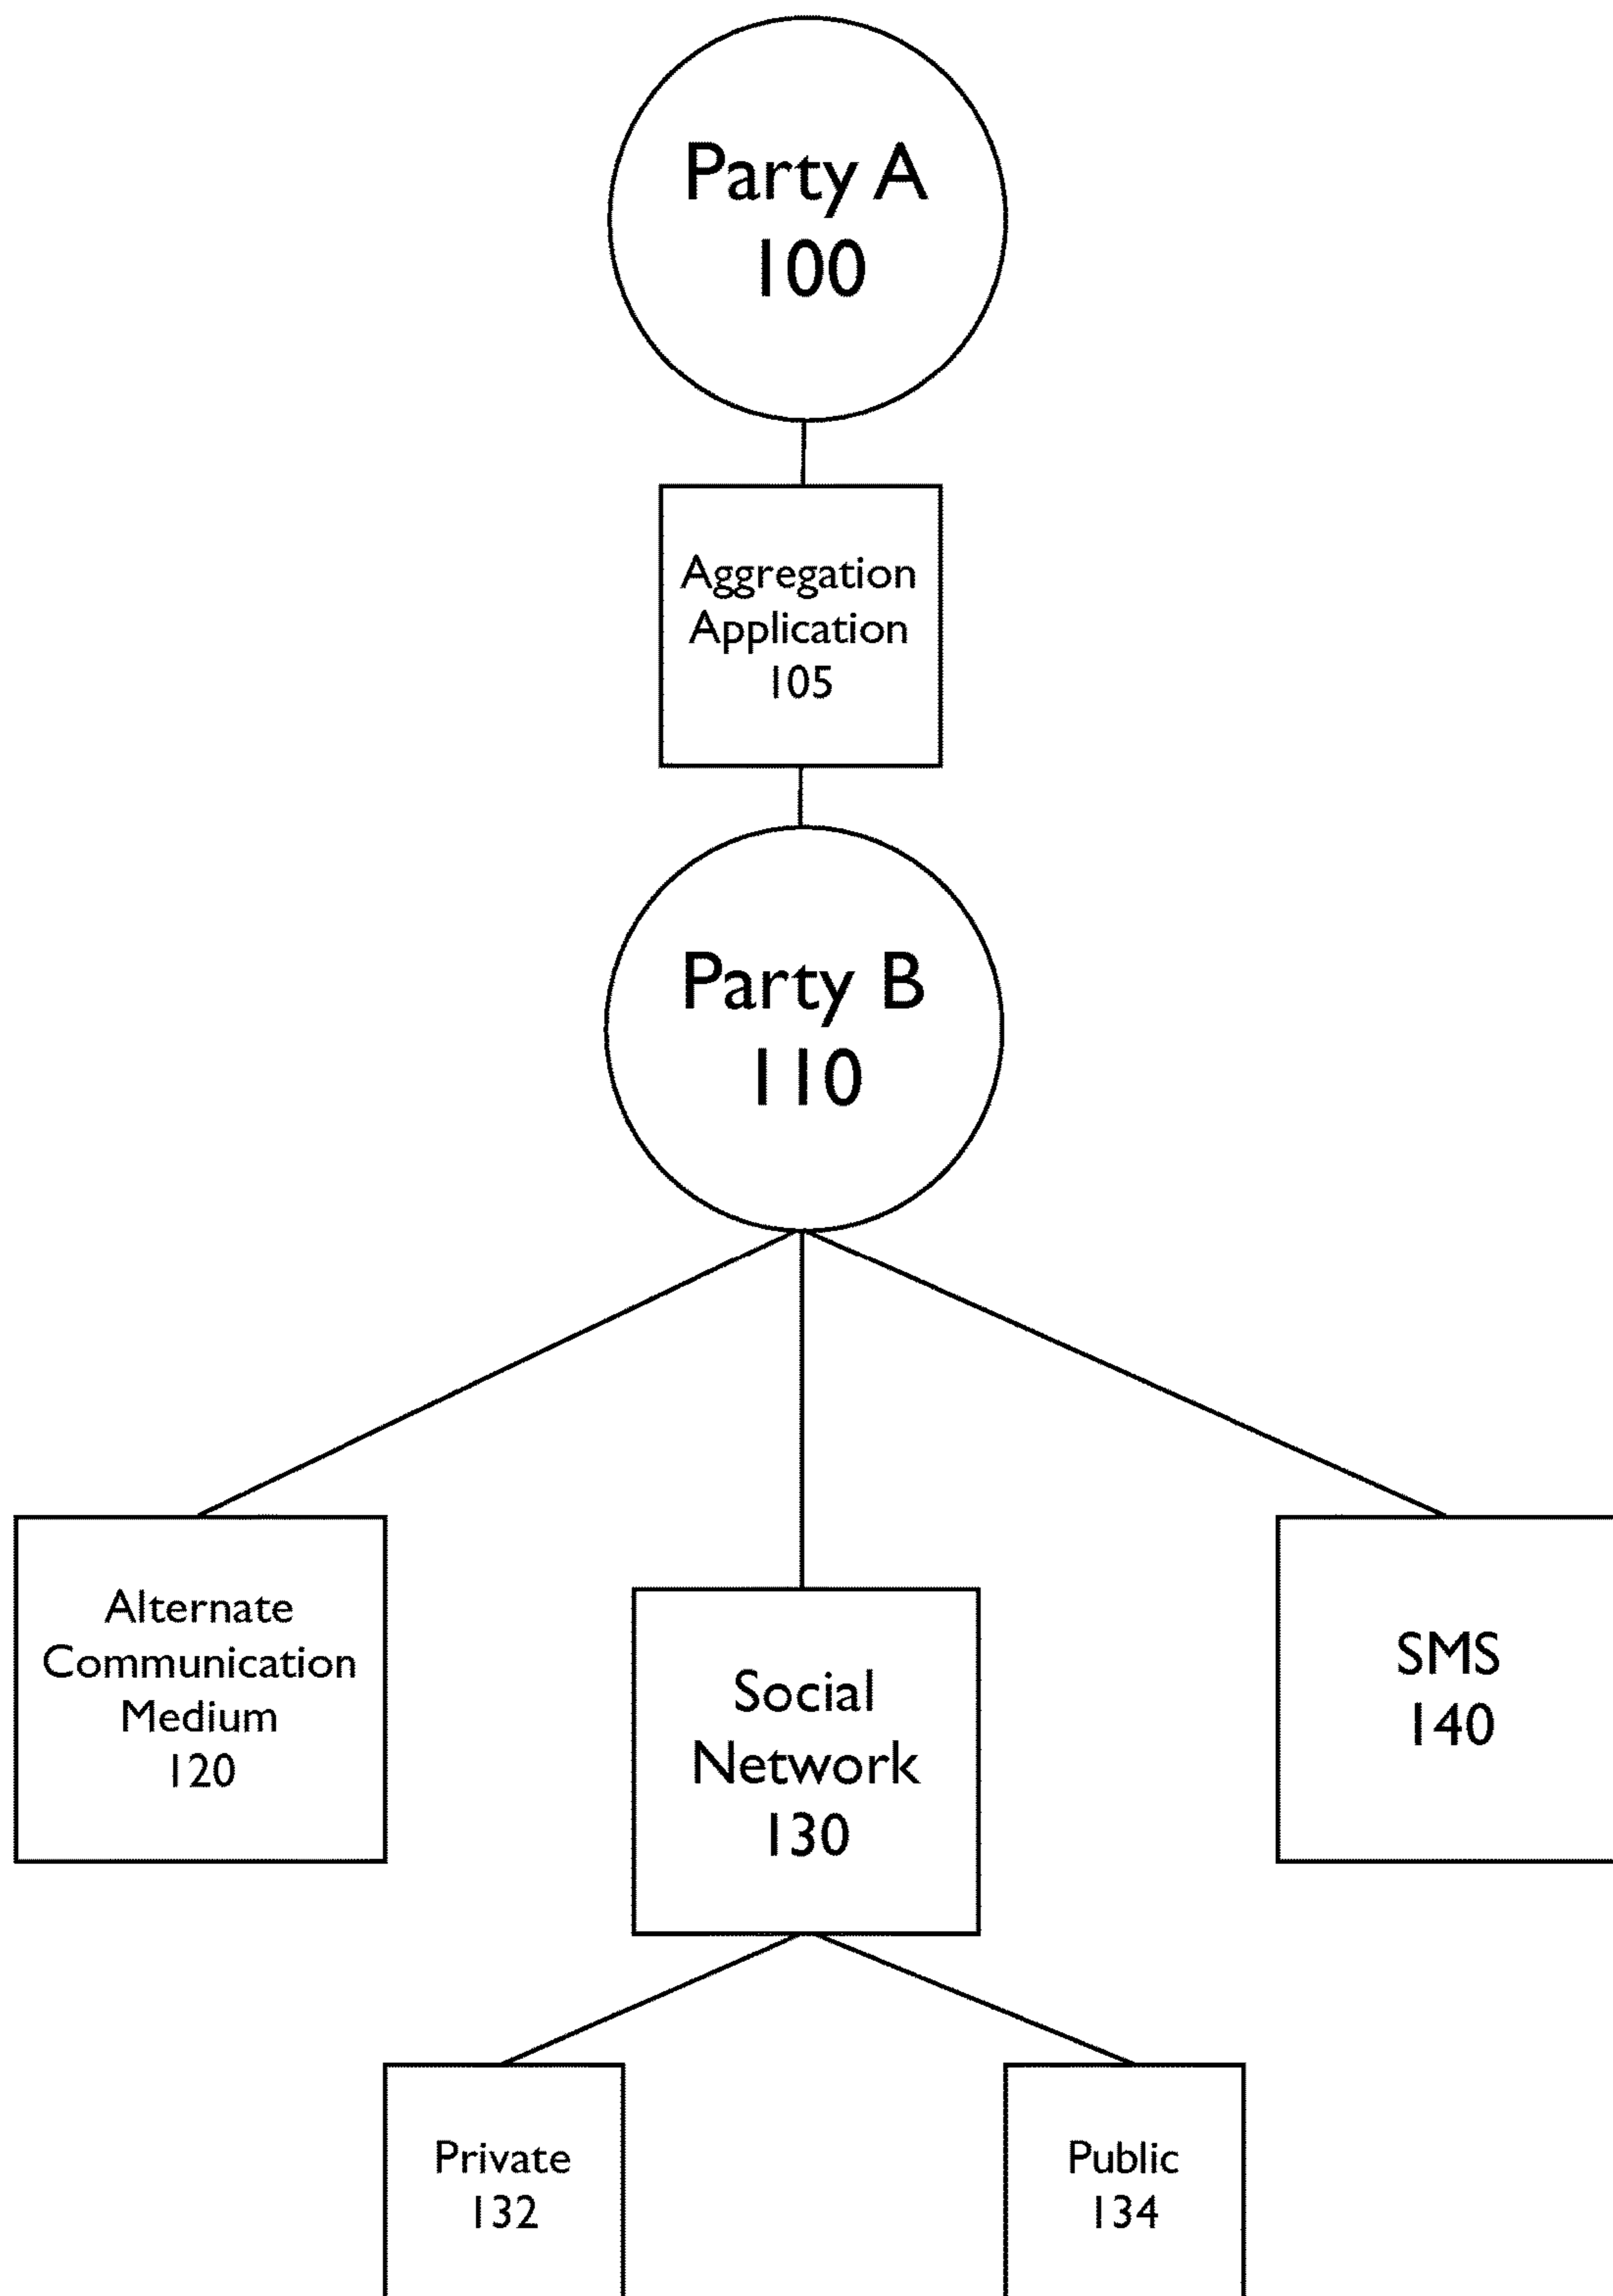 Party A
100
Aggregation
Application
105
Party B
110
Alternate
Communication
Medium
120
Social
Network
130
SMS
140
Private
132
Public
134